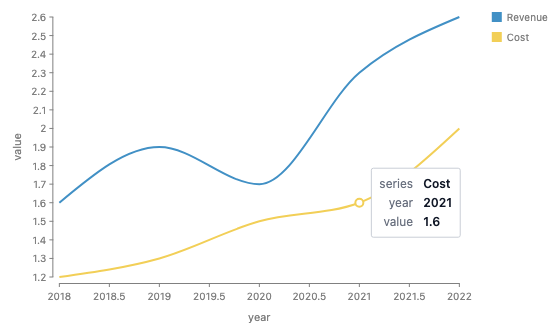 2.6
2.5
2.4
2.3
2.2
2.1
2
1.9
1.8
1.7
1.6
1.5
1.4
1.3
1.2
value
2018 2018.5 2019 2019.5 2020 2020.5 2021 2021.5 2022
year
Revenue
Cost
series Cost
year 2021
value 1.6